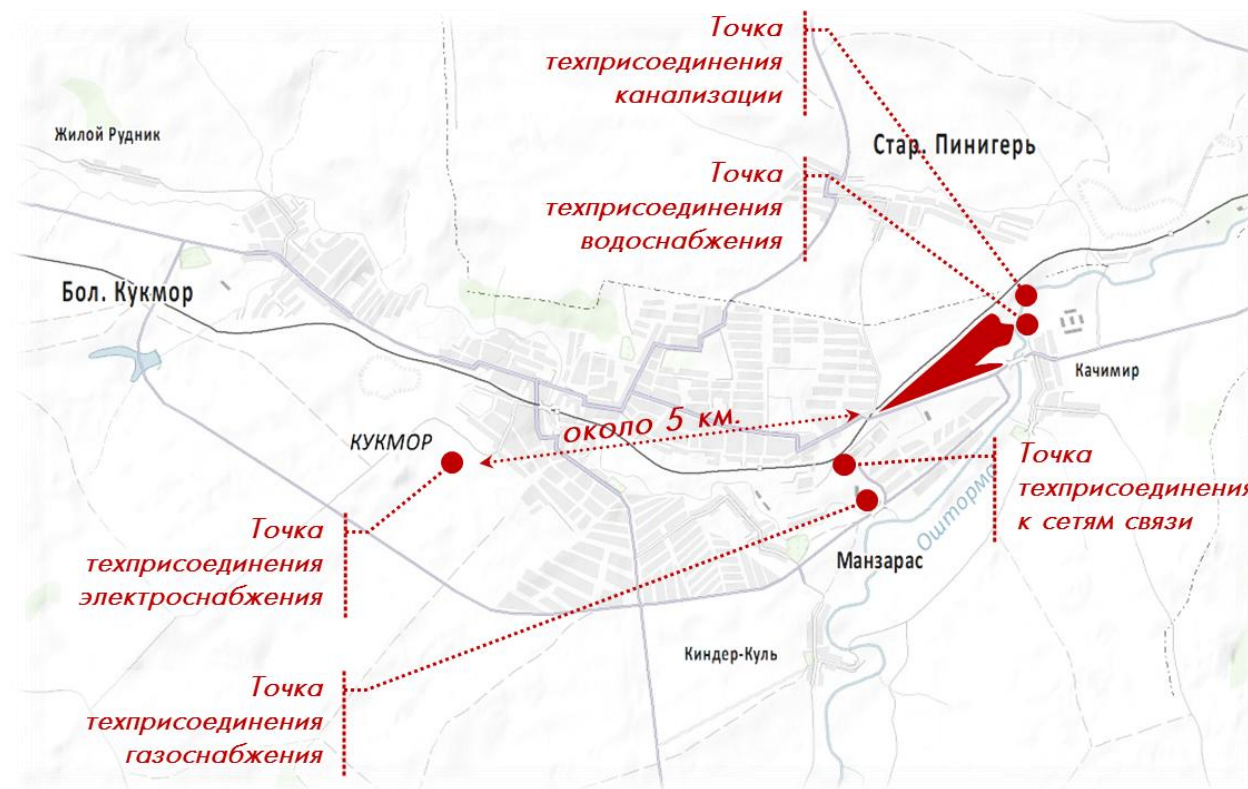 Точка
техприсоединения
канализации
Жилой Рудник
Стар. Пинигерь
Точка
техприсоединения
водоснабжения
Бол. Кукмор
Качимир
около 5 км.
КУКМОР
Точка
техприсоединения
к сетям связи
Ошторма
Точка
техприсоединения
электроснабжения
Манзарас
Киндер-Куль
Точка
техприсоединения
газоснабжения